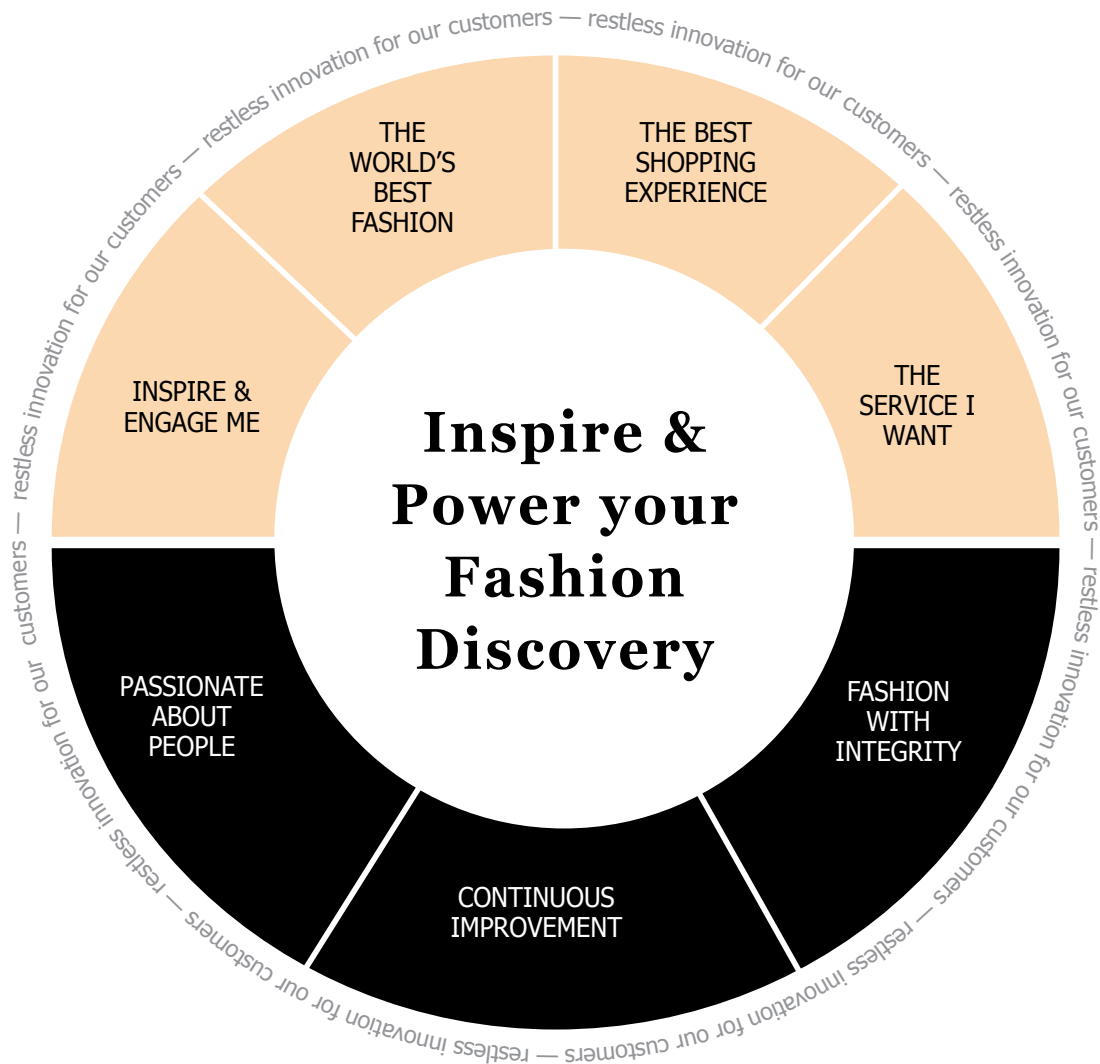 restless innovation for our customers — restless innovation for our customers — restless innovation for our customers — restless innovation for our customers — restless innovation for our customers — restless innovation for our customers — restless innovation for our customers — restless innovation for our customers —
THE
WORLD’S
BEST
FASHION
THE BEST
SHOPPING
EXPERIENCE
INSPIRE &
ENGAGE ME
THE
SERVICE I
WANT
Inspire &
Power your
Fashion
Discovery
PASSIONATE
ABOUT
PEOPLE
FASHION
WITH
INTEGRITY
CONTINUOUS
IMPROVEMENT